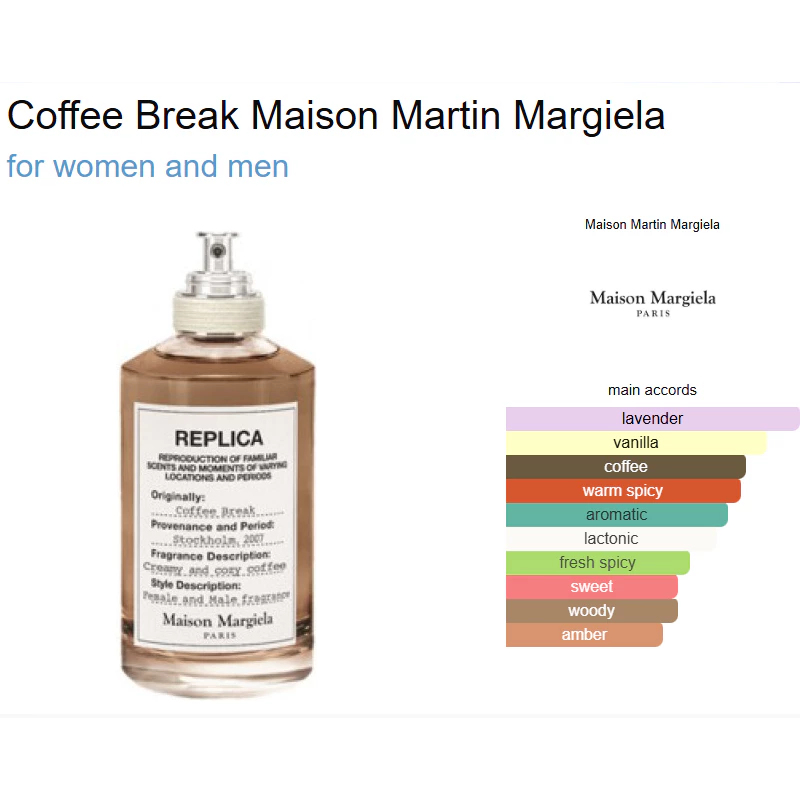 Coffee Break Maison Martin Margiela
for women and men
Maison Martin Margiela
Maison Margiela
PARIS
main accords
lavender
vanilla
coffee
warm spicy
aromatic
lactonic
fresh spicy
sweet
woody
amber
REPLICA
REPRODUCTION OF FAMILIAR
SCENTS AND MOMENTS OF VARYING
LOCATIONS AND PERIODS
Originally:
Coffee Break
Provenance and Period:
Stockholm, 2007
Fragrance Description:
Creamy and cozy coffee
Style Description:
Female and Male fragrance
Maison Margiela
PARIS